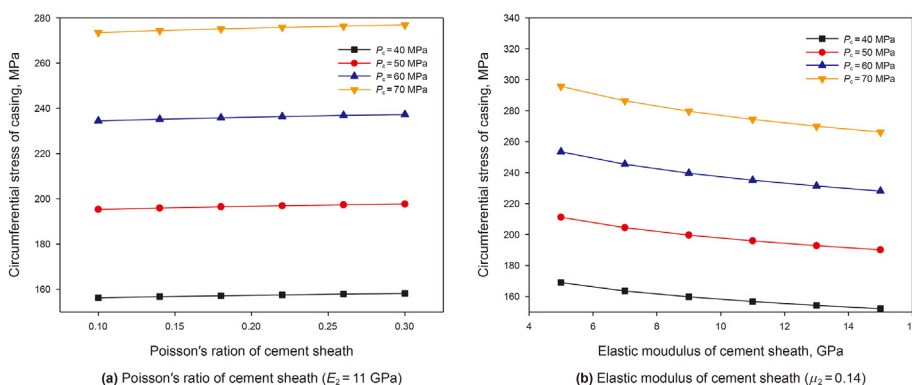 280
260
240
220
200
180
160
Circumferential stress of casing, MPa
Pc = 40 MPa
Pc = 50 MPa
Pc = 60 MPa
Pc = 70 MPa
0.10
0.15
0.20
0.25
0.30
Poisson's ration of cement sheath
(a) Poisson's ratio of cement sheath (E2 = 11 GPa)
340
320
300
280
260
240
220
200
180
160
Circumferential stress of casing, MPa
Pc = 40 MPa
Pc = 50 MPa
Pc = 60 MPa
Pc = 70 MPa
4
6
8
10
12
14
Elastic moudulus of cement sheath, GPa
(b) Elastic modulus of cement sheath (μ2 = 0.14)